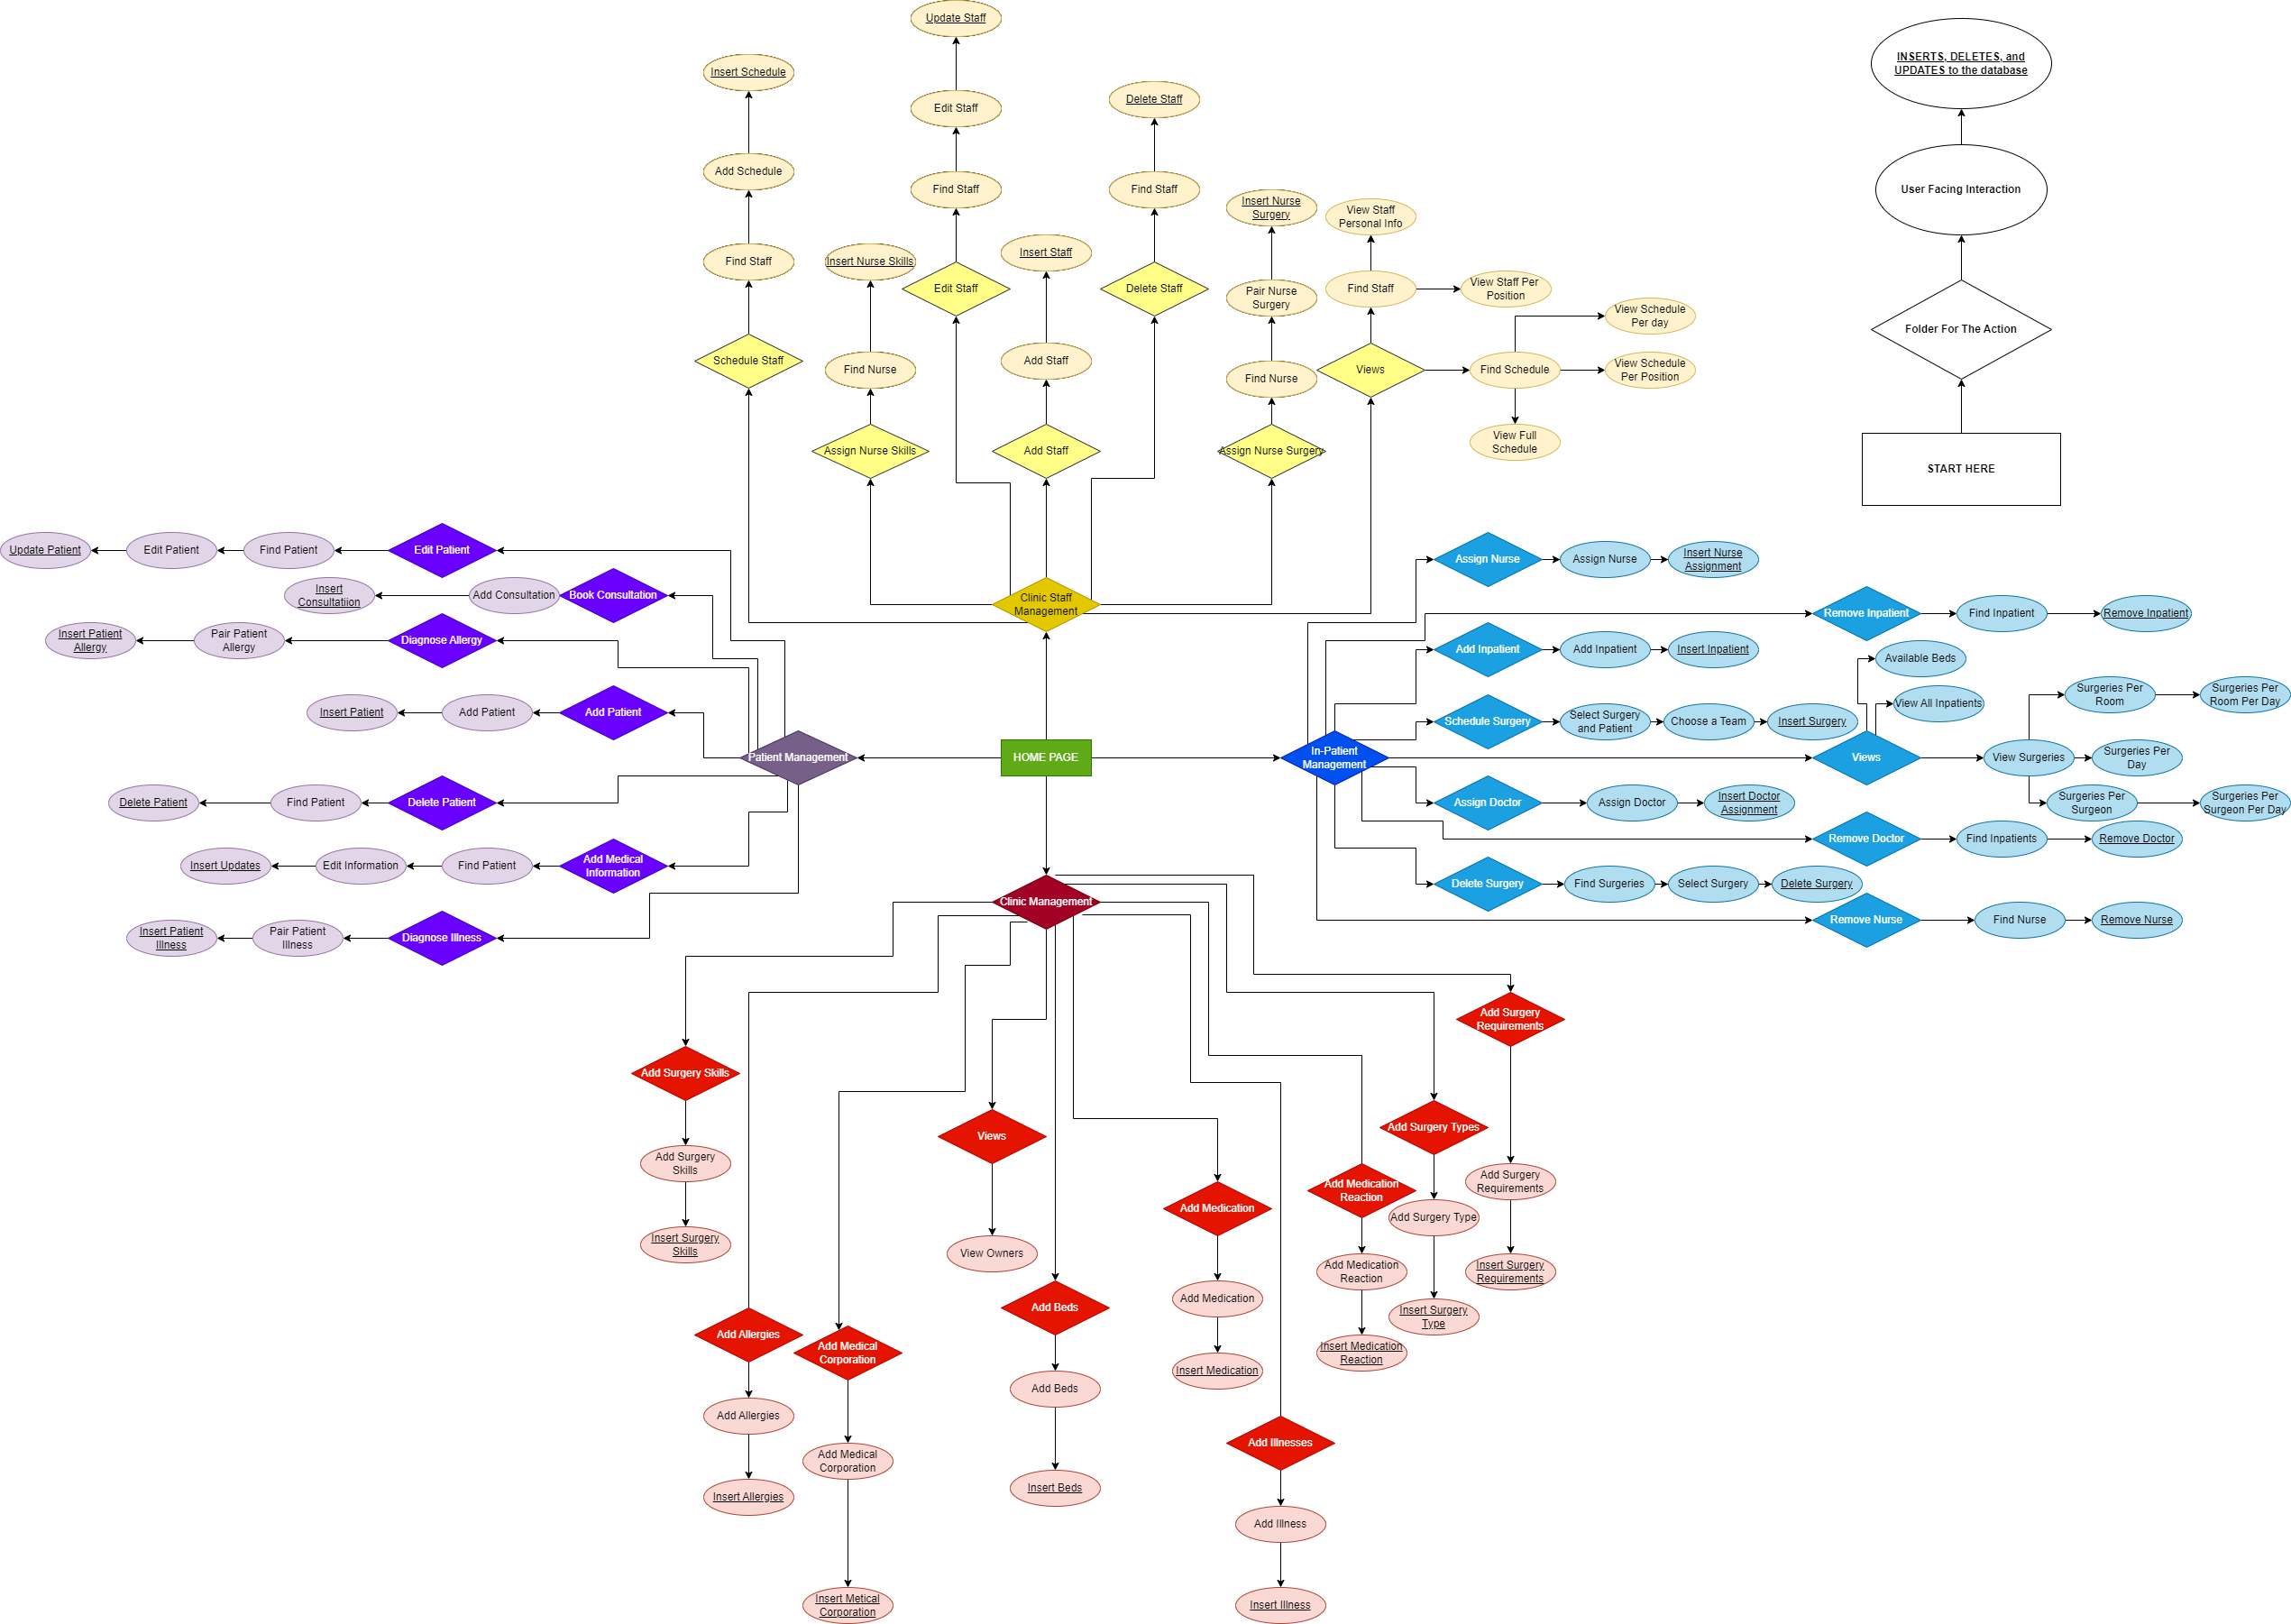 Update Staff
Insert Schedule
Edit Staff
Delete Staff
Add Schedule
Find Staff
Find Staff
Insert Nurse
Surgery
View Staff
Personal Info
Find Staff
Insert Nurse Skills
Insert Staff
Edit Staff
Delete Staff
Pair Nurse
Surgery
Find Staff
View Staff Per
Position
View Schedule
Per day
Schedule Staff
Find Nurse
Add Staff
Find Nurse
Views
Find Schedule
View Schedule
Per Position
View Full
Schedule
Assign Nurse Skills
Add Staff
Assign Nurse Surgery
Clinic Staff
Management
INSERTS, DELETES, and
UPDATES to the database
User Facing Interaction
Folder For The Action
START HERE
Update Patient
Edit Patient
Find Patient
Edit Patient
Insert
Consultatiion
Add Consultation
Book Consultation
Insert Patient
Allergy
Pair Patient
Allergy
Diagnose Allergy
Insert Patient
Add Patient
Add Patient
Patient Management
HOME PAGE
Delete Patient
Find Patient
Delete Patient
Insert Updates
Edit Information
Find Patient
Add Medical
Information
Insert Patient
Illness
Pair Patient
Illness
Diagnose Illness
Assign Nurse
Assign Nurse
Insert Nurse
Assignment
Remove Inpatient
Find Inpatient
Remove Inpatient
Add Inpatient
Add Inpatient
Insert Inpatient
Available Beds
View All Inpatients
Surgeries Per
Room
Surgeries Per
Room Per Day
Schedule Surgery
Select Surgery
and Patient
Choose a Team
Insert Surgery
In-Patient
Management
Views
View Surgeries
Surgeries Per
Day
Assign Doctor
Assign Doctor
Insert Doctor
Assignment
Surgeries Per
Surgeon
Surgeries Per
Surgeon Per Day
Remove Doctor
Find Inpatients
Remove Doctor
Delete Surgery
Find Surgeries
Select Surgery
Delete Surgery
Remove Nurse
Find Nurse
Remove Nurse
Clinic Management
Add Surgery Skills
Add Surgery
Skills
Insert Surgery
Skills
Add Allergies
Add Allergies
Insert Allergies
Add Medical
Corporation
Add Medical
Corporation
Insert Metical
Corporation
Views
View Owners
Add Beds
Add Beds
Insert Beds
Add Medication
Add Medication
Insert Medication
Add Illnesses
Add Illness
Insert Illness
Add Medication
Reaction
Add Medication
Reaction
Insert Medication
Reaction
Add Surgery Types
Add Surgery Type
Insert Surgery
Type
Add Surgery
Requirements
Add Surgery
Requirements
Insert Surgery
Requirements